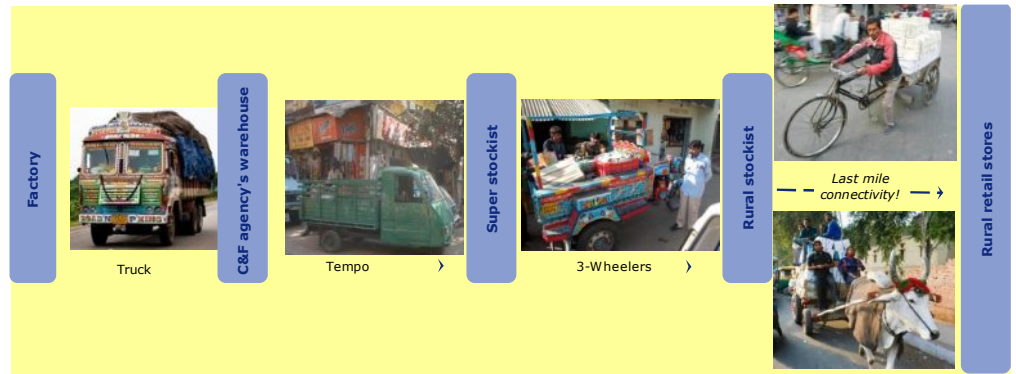 Factory
Truck
C&F agency's warehouse
Tempo
Super stockist
3-Wheelers
Rural stockist
Last mile
connectivity!
Rural retail stores